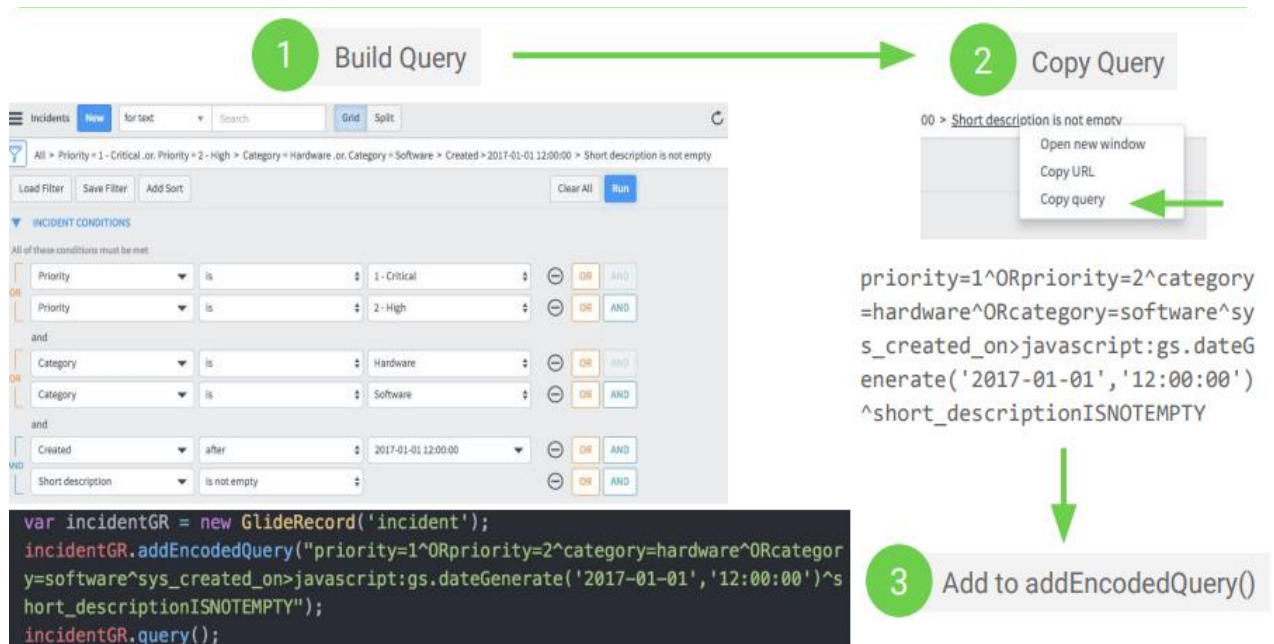 1 Build Query
2 Copy Query
Incidents New for text Search Grid Split
All > Priority = 1 - Critical .or. Priority = 2 - High > Category = Hardware .or. Category = Software > Created > 2017-01-01 12:00:00 > Short description is not empty
Load Filter Save Filter Add Sort Clear All Run
INCIDENT CONDITIONS
All of these conditions must be met
Priority is 1 - Critical OR AND
OR
Priority is 2 - High OR AND
and
Category is Hardware OR AND
OR
Category is Software OR AND
and
Created after 2017-01-01 12:00:00 OR AND
AND
Short description is not empty OR AND
00 > Short description is not empty
Open new window
Copy URL
Copy query
priority=1^ORpriority=2^category
=hardware^ORcategory=software^sy
s_created_on>javascript:gs.dateG
enerate('2017-01-01','12:00:00')
^short_descriptionISNOTEMPTY
var incidentGR = new GlideRecord('incident');
incidentGR.addEncodedQuery("priority=1^ORpriority=2^category=hardware^ORcategor
y=software^sys_created_on>javascript:gs.dateGenerate('2017-01-01','12:00:00')^s
hort_descriptionISNOTEMPTY");
incidentGR.query();
3 Add to addEncodedQuery()